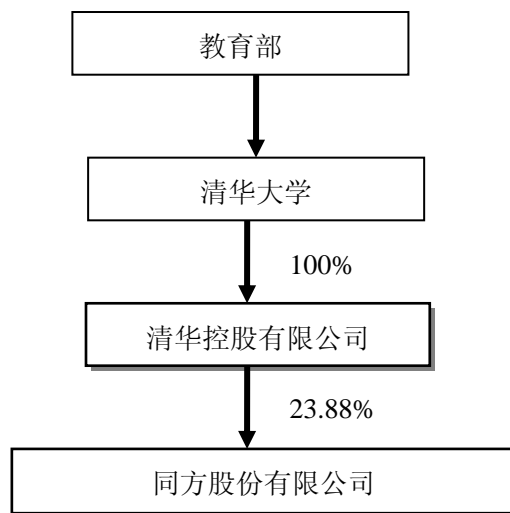 教育部
清华大学
100%
清华控股有限公司
23.88%
同方股份有限公司